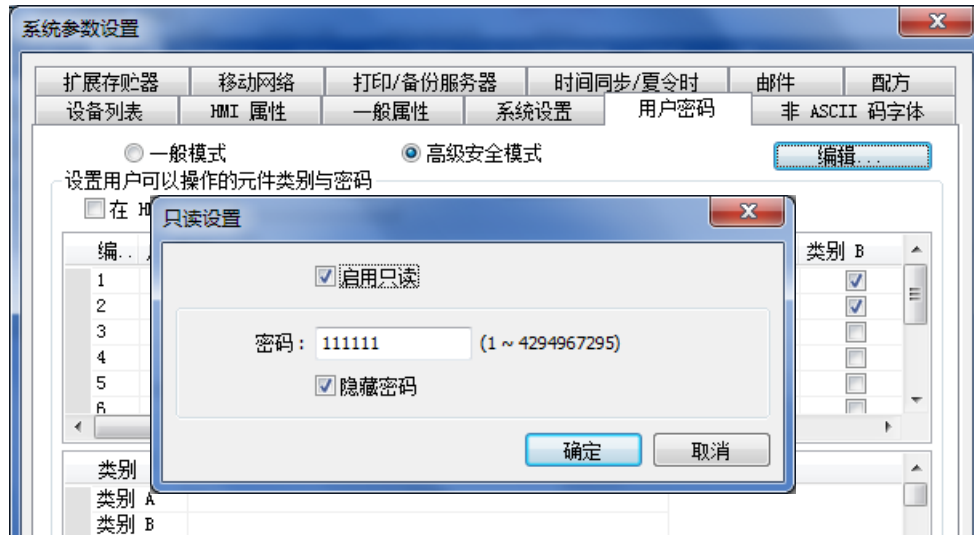 系统参数设置
扩展存贮器 移动网络 打印/备份服务器 时间同步/夏令时 邮件 配方
设备列表 HMI 属性 一般属性 系统设置 用户密码 非 ASCII 码字体
一般模式 高级安全模式 编辑...
设置用户可以操作的元件类别与密码
在
只读设置
编.. 类别 B
1
启用只读
2
3
密码: 111111 (1 ~ 4294967295)
4
5
隐藏密码
6
确定 取消
类别
类别 A
类别 B